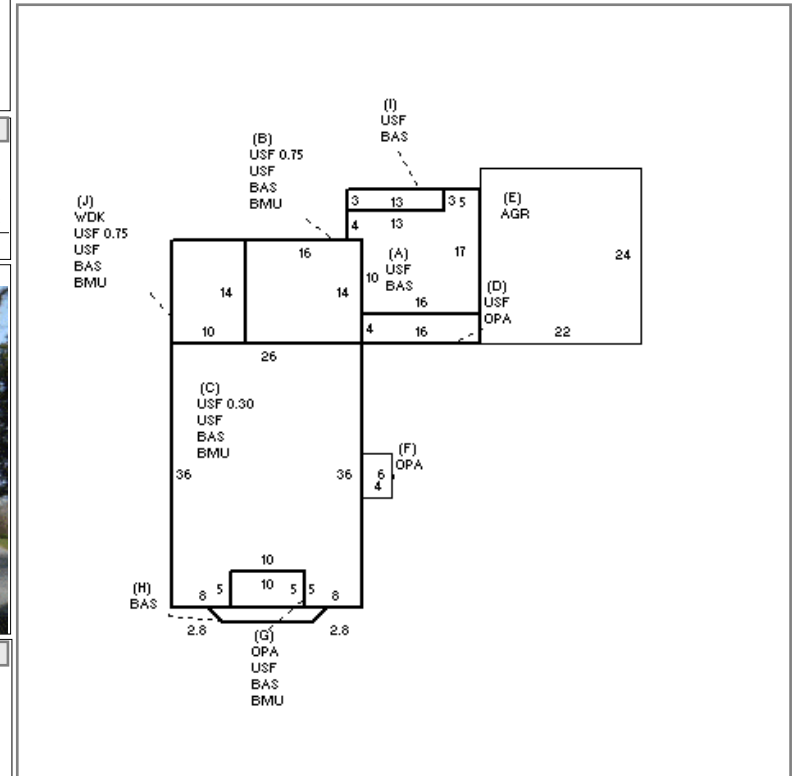 (I)
USF
BAS
(B)
USF 0.75
USF
BAS
BMU
(J)
WDK
USF 0.75
USF
BAS
BMU
3 13 3 5
4 13
(E)
AGR
16
17
24
(A)
USF
BAS
10
14 14
16
(D)
USF
OPA
10
4 16 22
26
(C)
USF 0.30
USF
BAS
BMU
(F)
OPA
36 36
6
4
10
10
8 5 5 5 8
(H)
BAS
2.8 2.8
(G)
OPA
USF
BAS
BMU